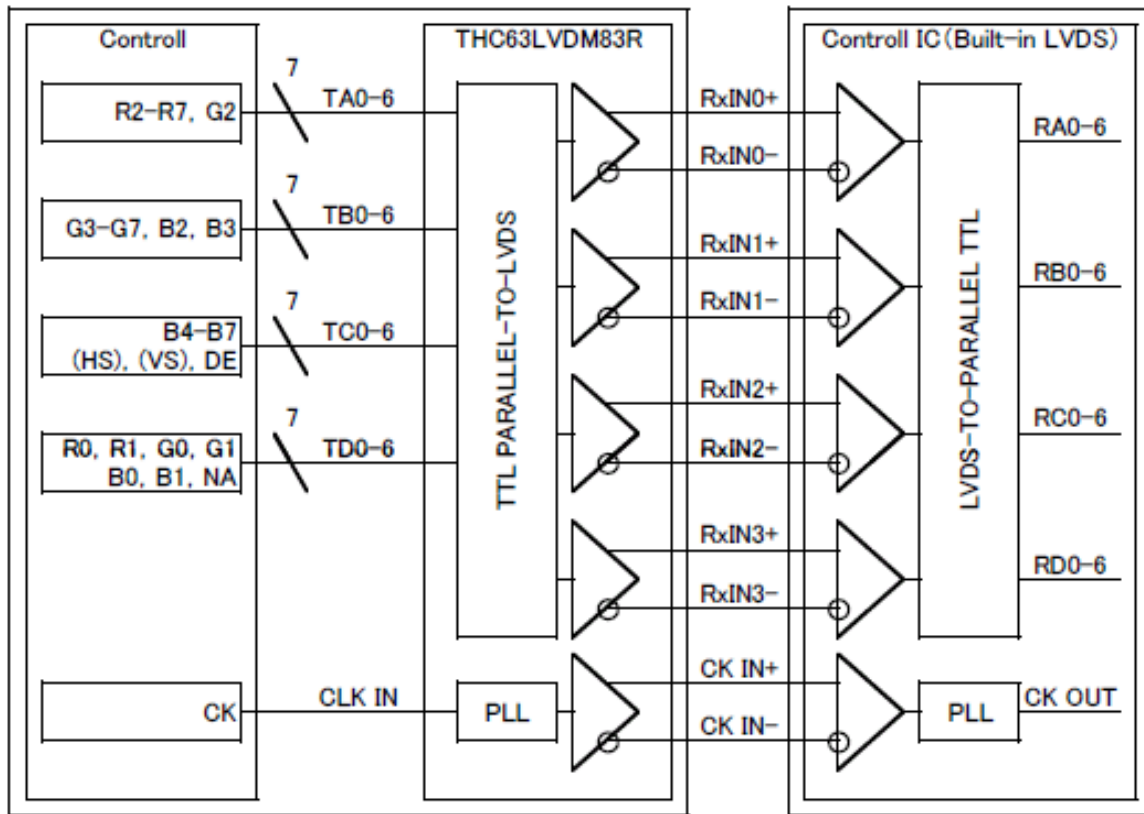 Controll
THC63LVDM83R
Controll IC(Built-in LVDS)
R2-R7, G2
7
TA0-6
RxIN0+
RxIN0-
RA0-6
G3-G7, B2, B3
7
TB0-6
RxIN1+
RxIN1-
RB0-6
B4-B7
(HS), (VS), DE
7
TC0-6
RxIN2+
RxIN2-
RC0-6
R0, R1, G0, G1
B0, B1, NA
7
TD0-6
RxIN3+
RxIN3-
RD0-6
TTL PARALLEL-TO-LVDS
LVDS-TO-PARALLEL TTL
CK
CLK IN
PLL
CK IN+
CK IN-
PLL
CK OUT